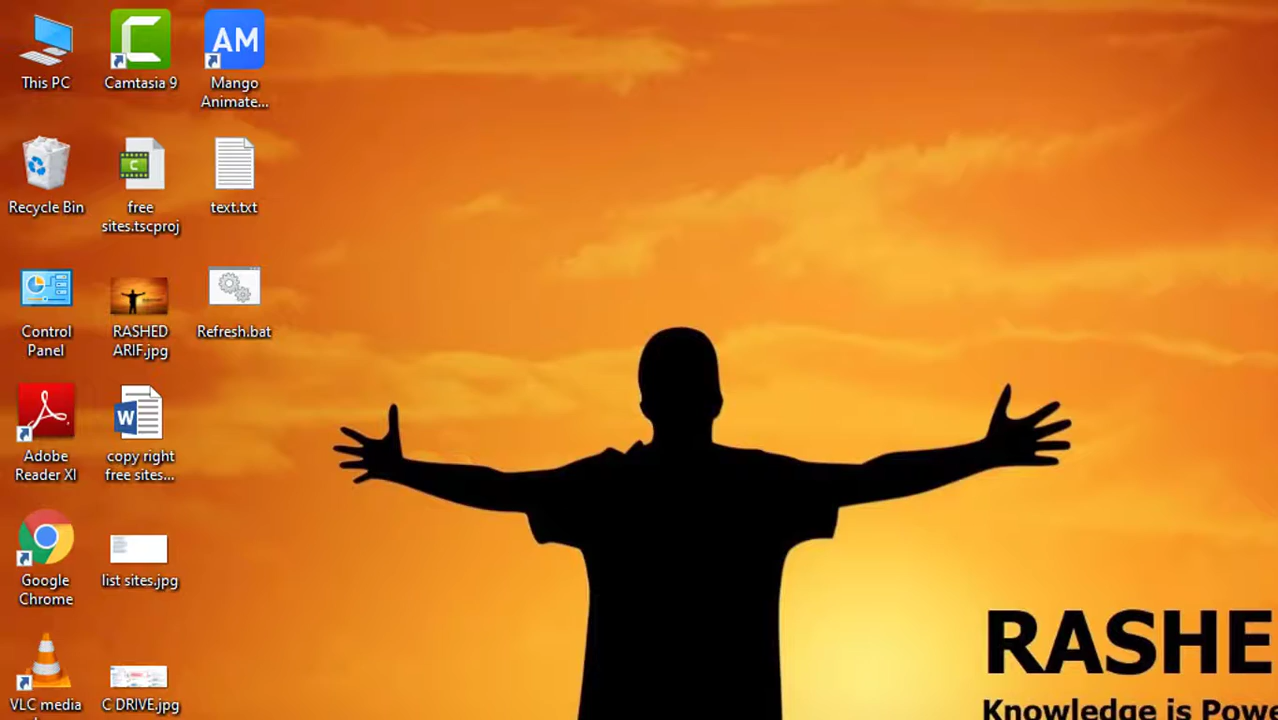 This PC
Camtasia 9
AM
Mango
Animate...
Recycle Bin
free
sites.tscproj
text.txt
Control
Panel
RASHED
ARIF.jpg
Refresh.bat
Adobe
Reader XI
W
copy right
free sites...
Google
Chrome
list sites.jpg
VLC media
C DRIVE.jpg
RASHE
Knowledge is Powe